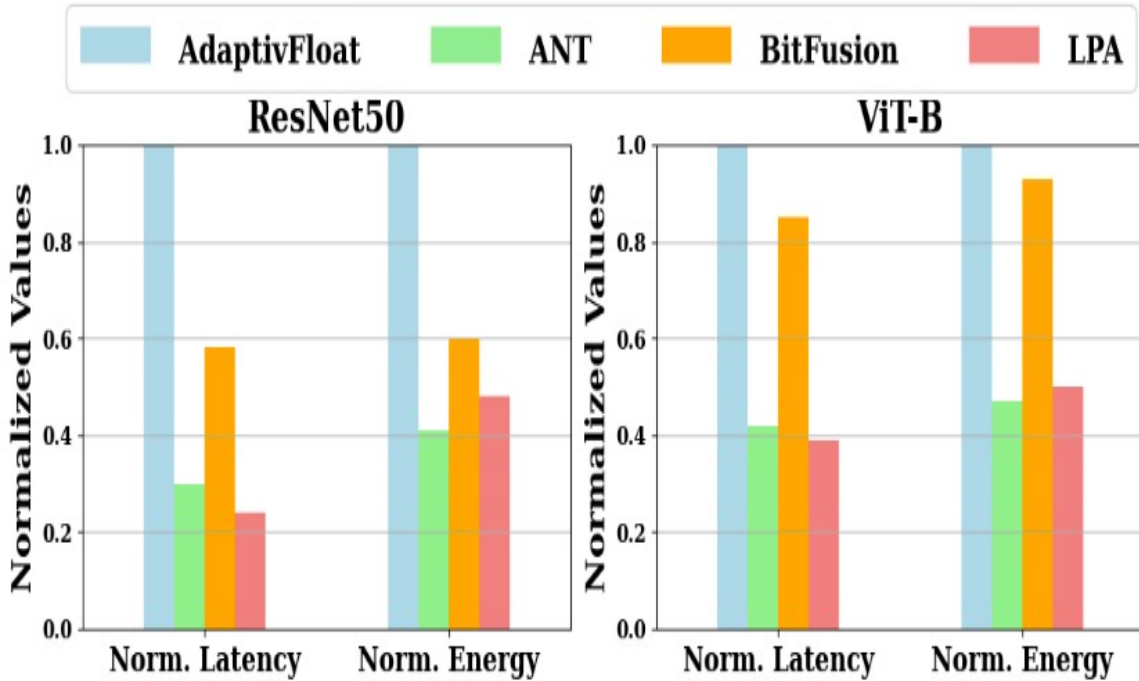 AdaptivFloat ANT BitFusion LPA
ResNet50
Normalized Values
1.0
0.8
0.6
0.4
0.2
0.0
Norm. Latency Norm. Energy
ViT-B
Normalized Values
1.0
0.8
0.6
0.4
0.2
0.0
Norm. Latency Norm. Energy